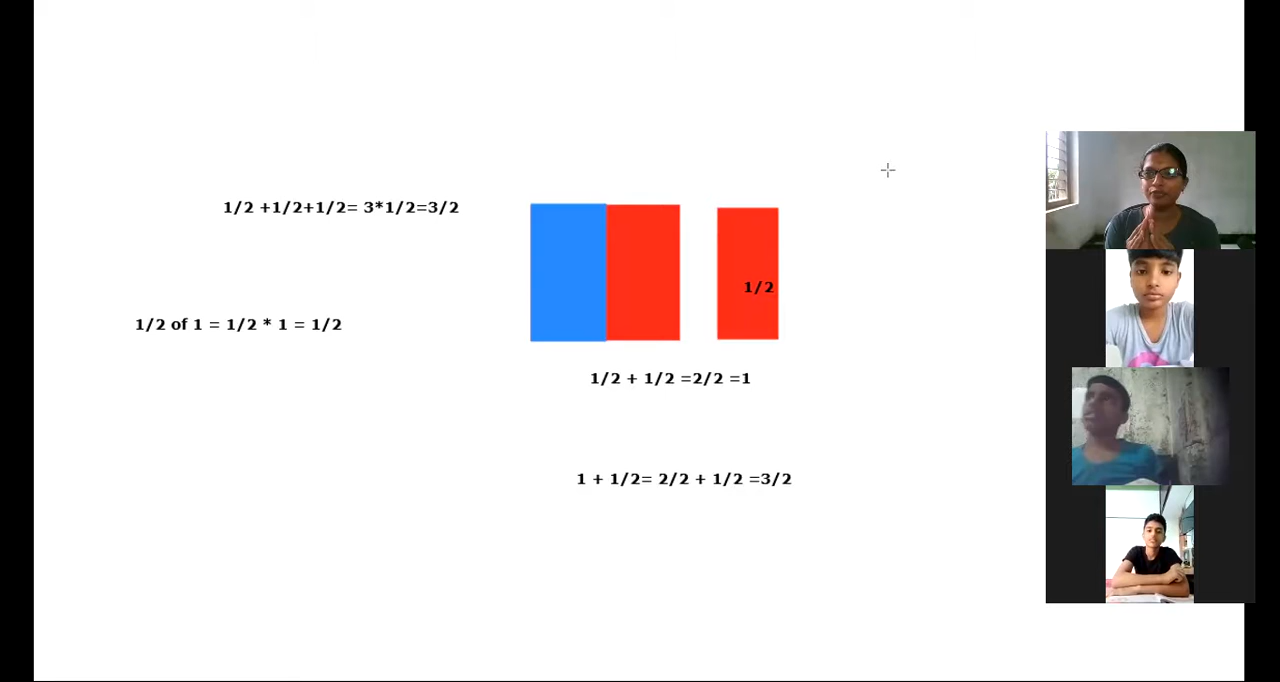 1/2 +1/2+1/2= 3*1/2=3/2
1/2
1/2 of 1 = 1/2 * 1 = 1/2
1/2 + 1/2 =2/2 =1
1 + 1/2= 2/2 + 1/2 =3/2